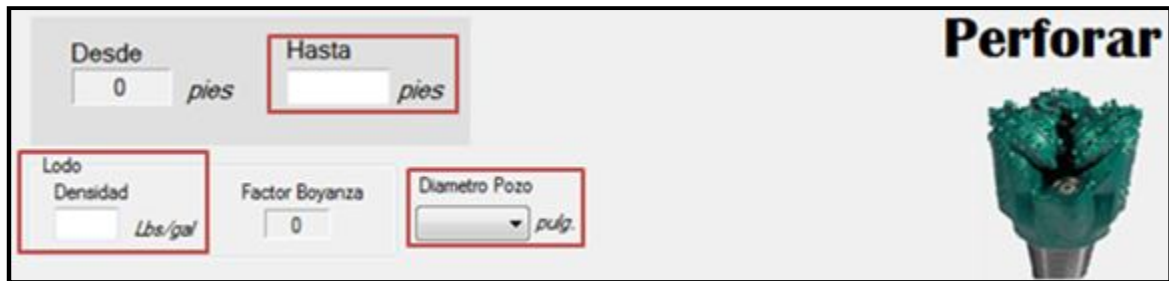 Perforar
Desde Hasta
0 pies pies
Lodo
Densidad Factor Boyanza Diametro Pozo
Lbs/gal 0 pulg.